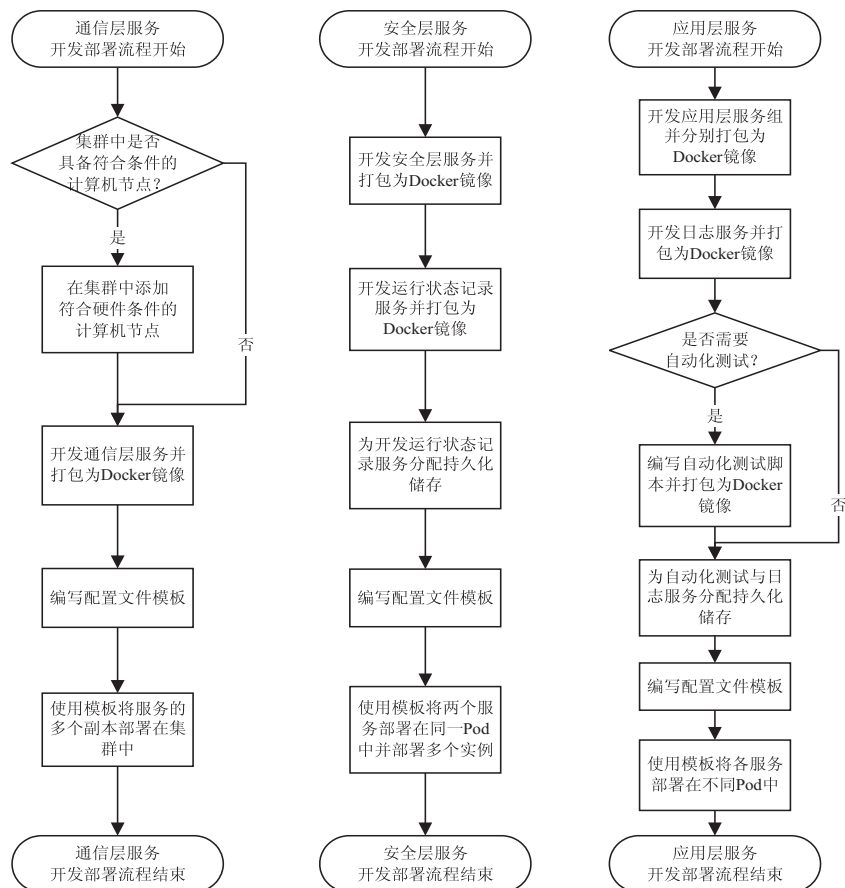 通信层服务
开发部署流程开始
集群中是否
具备符合条件的
计算机节点?
是
在集群中添加
符合硬件条件的
计算机节点
否
开发通信层服务并
打包为Docker镜像
编写配置文件模板
使用模板将服务的
多个副本部署在集
群中
通信层服务
开发部署流程结束
安全层服务
开发部署流程开始
开发安全层服务并
打包为Docker镜像
开发运行状态记录
服务并打包为
Docker镜像
为开发运行状态记
录服务分配持久化
储存
编写配置文件模板
使用模板将两个服
务部署在同一Pod
中并部署多个实例
安全层服务
开发部署流程结束
应用层服务
开发部署流程开始
开发应用层服务组
并分别打包为
Docker镜像
开发日志服务并打
包为Docker镜像
是否需要
自动化测试?
是
编写自动化测试脚
本并打包为Docker
镜像
否
为自动化测试与日
志服务分配持久化
储存
编写配置文件模板
使用模板将各服务
部署在不同Pod中
应用层服务
开发部署流程结束